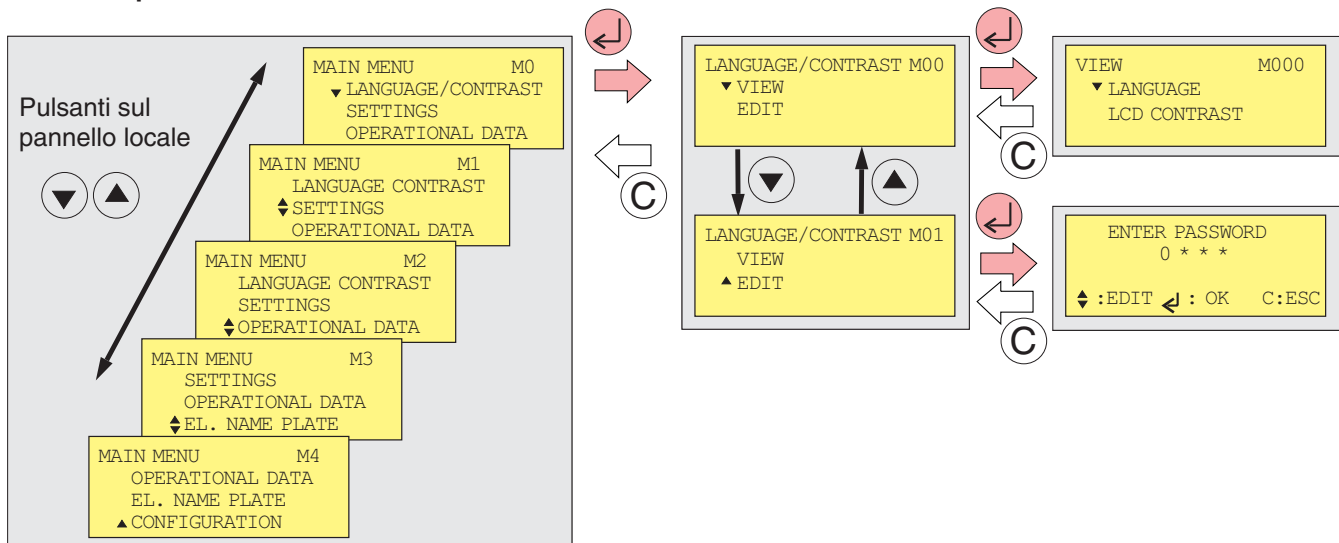 Pulsanti sul
pannello locale
MAIN MENU M0
▼ LANGUAGE/CONTRAST
SETTINGS
OPERATIONAL DATA
MAIN MENU M1
LANGUAGE CONTRAST
SETTINGS
OPERATIONAL DATA
MAIN MENU M2
LANGUAGE CONTRAST
SETTINGS
OPERATIONAL DATA
MAIN MENU M3
SETTINGS
OPERATIONAL DATA
EL. NAME PLATE
MAIN MENU M4
OPERATIONAL DATA
EL. NAME PLATE
▲ CONFIGURATION
C
LANGUAGE/CONTRAST M00
▼ VIEW
EDIT
LANGUAGE/CONTRAST M01
VIEW
▲ EDIT
C
VIEW M000
▼ LANGUAGE
LCD CONTRAST
C
ENTER PASSWORD
0 * * *
:EDIT : OK C:ESC